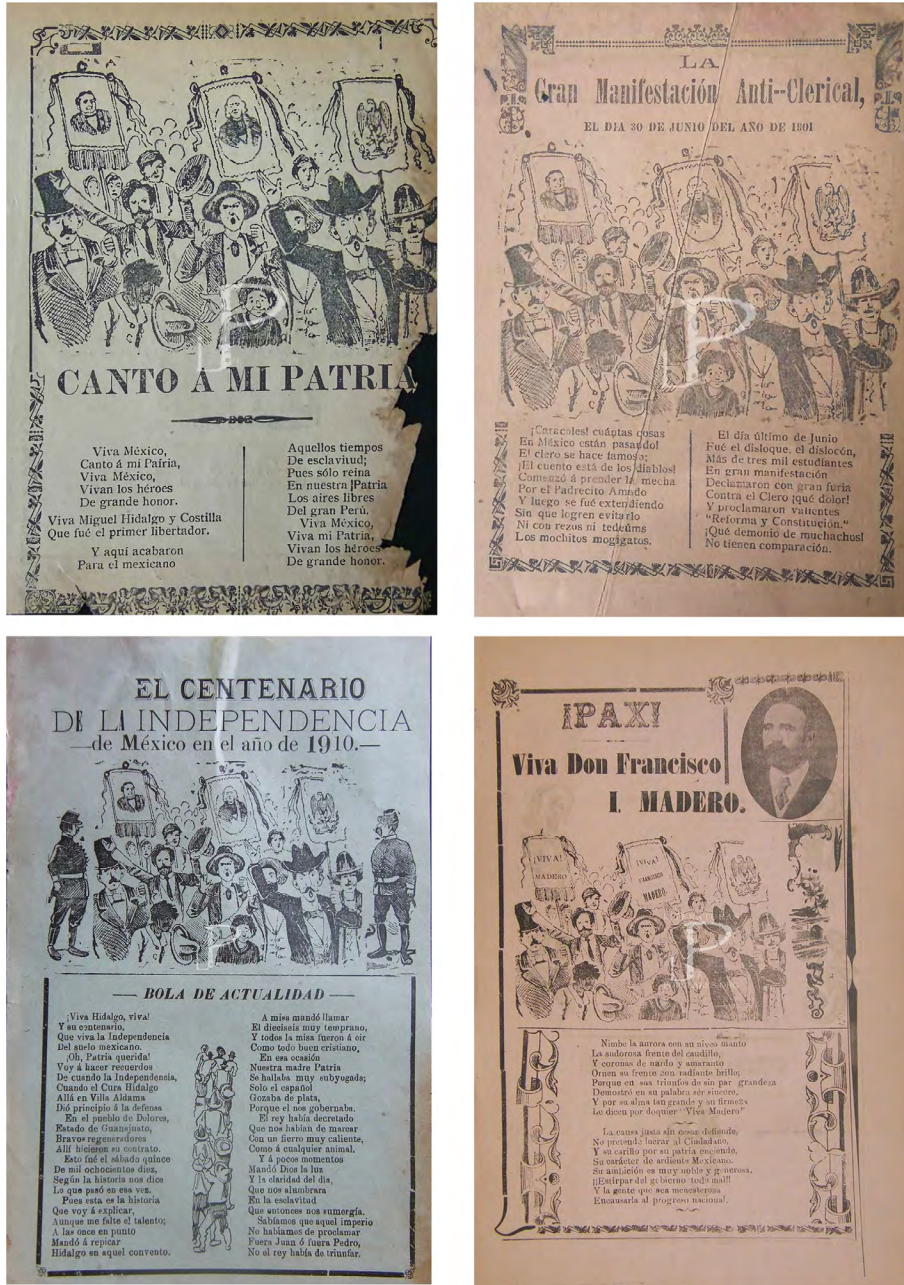 CANTO Á MI PATRIA
Viva México,
Canto á mi Pafria,
Viva México,
Vivan los héroes
De grande honor.
Viva Miguel Hidalgo y Costilla
Que fué el primer libertador.
Y aquí acabaron
Para el mexicano
Aquellos tiempos
De esclaviud;
Pues sólo reina
En nuestra Patria
Los aires libres
Del gran Perú.
Viva México,
Viva mi Patria,
Vivan los héroes
De grande honor.
P
LA
Gran Manifestación Anti--Clerical,
EL DIA 30 DE JUNIO DEL AÑO DE 1901
¡Caracoles! cuántas cosas
En México están pasando!
El clero se hace famoso;
¡El cuento está de los diablos!
Comenzó á prender la mecha
Por el Padrecito Amado
Y luego se fué extendiendo
Sin que logren evitarlo
Ni con rezos ni tedéums
Los mochitos mogigatos.
El día último de Junio
Fué el disloque, el dislocón,
Más de tres mil estudiantes
En gran manifestación
Declamaron con gran furia
Contra el Clero ¡qué dolor!
Y proclamaron valientes
"Reforma y Constitución."
¡Qué demonio de muchachus!
No tienen comparación.
P
EL CENTENARIO
DE LA INDEPENDENCIA
—de México en el año de 1910.—
— BOLA DE ACTUALIDAD —
¡Viva Hidalgo, viva!
Y su centenario,
Que viva la Independencia
Del suelo mexicano.
¡Oh, Patria querida!
Voy á hacer recuerdos
De cuando la Independencia,
Cuando el Cura Hidalgo
Allá en Villa Aldama
Dió principio á la defensa
En el pueblo de Dolores,
Estado de Guanajuato,
Bravos regeneradores
Allí hicieron su contrato.
Esto fué el sábado quince
De mil ochocientos diez,
Según la historia nos dice
Lo que pasó en esa vez.
Pues esta es la historia
Que voy á explicar,
Aunque me falte el talento;
A las once en punto
Mandó á repicar
Hidalgo en aquel convento.
A misa mandó llamar
El dieciseis muy temprano,
Y todos la misa fueron á oir
Como todo buen cristiano,
En esa ocasión
Nuestra madre Patria
Se hallaba muy subyogada;
Solo el español
Gozaba de plata,
Porque el nos gobernaba.
El rey había decretado
Que nos habían de marcar
Con un fierro muy caliente,
Como á cualquier animal.
Y á pocos momentos
Mandó Dios la luz
Y la claridad del día,
Que nos alumbrara
En la esclavitud
Que entonces nos sumergía.
Sabíamos que aquel imperio
No habíamos de proclamar
Fuera Juan ó fuera Pedro,
No el rey había de triunfar.
P
¡PAX!
Viva Don Francisco
I. MADERO.
¡VIVA!
MADERO
¡VIVA!
FRANCISCO
MADERO
Nimbe la aurora con su niveo manto
La sudorosa frente del caudillo,
Y coronas de nardo y amaranto
Ornen su frente con radiante brillo;
Porque en sus triunfos de sin par grandeza
Demostró en su palabra ser sincero,
Y por su alma tan grande y su firmeza
Le dicen por doquier "Viva Madero"
La causa justa sin cesar defiende,
No pretende lucrar al Ciudadano,
Y su cariño por su patria enciende,
Su carácter de ardiente Mexicano.
Su ambición es muy noble y generosa,
¡¡Estirpar del gobierno todo mal!!
Y la gente que sea menesterosa
Encausarla al progreso nacional.
P